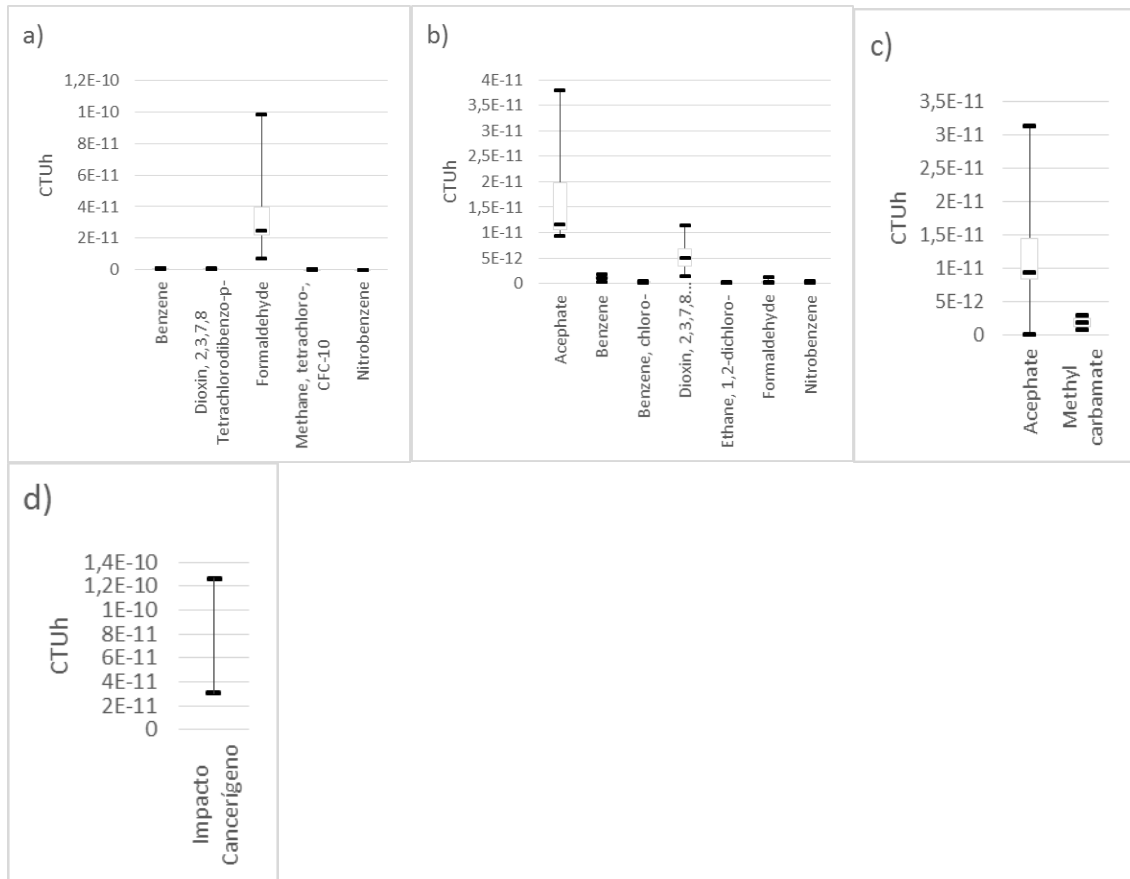 a)
CTUh
1,2E-10
1E-10
8E-11
6E-11
4E-11
2E-11
0
Benzene
Dioxin, 2,3,7,8
Tetrachlorodibenzo-p-
Formaldehyde
Methane, tetrachloro-,
CFC-10
Nitrobenzene
b)
CTUh
4E-11
3,5E-11
3E-11
2,5E-11
2E-11
1,5E-11
1E-11
5E-12
0
Acephate
Benzene
Benzene, chloro-
Dioxin, 2,3,7,8...
Ethane, 1,2-dichloro-
Formaldehyde
Nitrobenzene
c)
CTUh
3,5E-11
3E-11
2,5E-11
2E-11
1,5E-11
1E-11
5E-12
0
Acephate
Methyl
carbamate
d)
CTUh
1,4E-10
1,2E-10
1E-10
8E-11
6E-11
4E-11
2E-11
0
Impacto
Cancerígeno